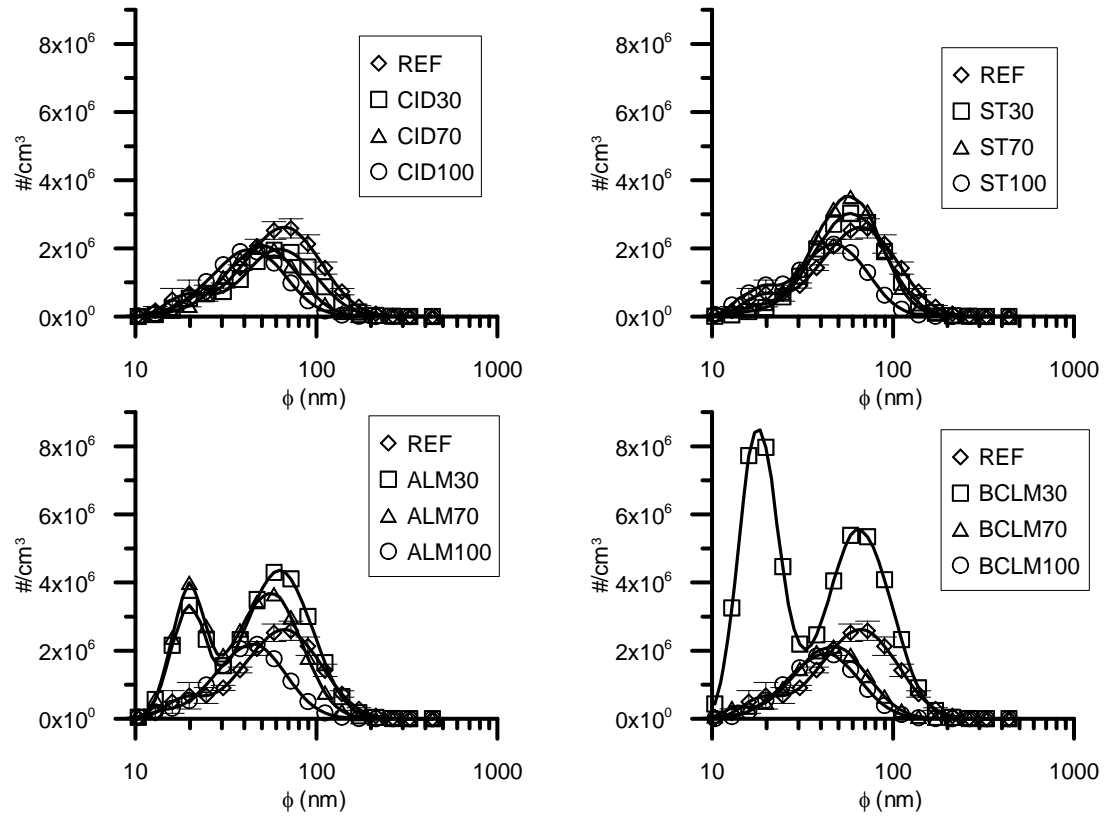 8x10⁶
6x10⁶
4x10⁶
2x10⁶
0x10⁰
#/cm³
10
100
1000
ϕ (nm)
REF
CID30
CID70
CID100
8x10⁶
6x10⁶
4x10⁶
2x10⁶
0x10⁰
#/cm³
10
100
1000
ϕ (nm)
REF
ST30
ST70
ST100
8x10⁶
6x10⁶
4x10⁶
2x10⁶
0x10⁰
#/cm³
10
100
1000
ϕ (nm)
REF
ALM30
ALM70
ALM100
8x10⁶
6x10⁶
4x10⁶
2x10⁶
0x10⁰
#/cm³
10
100
1000
ϕ (nm)
REF
BCLM30
BCLM70
BCLM100